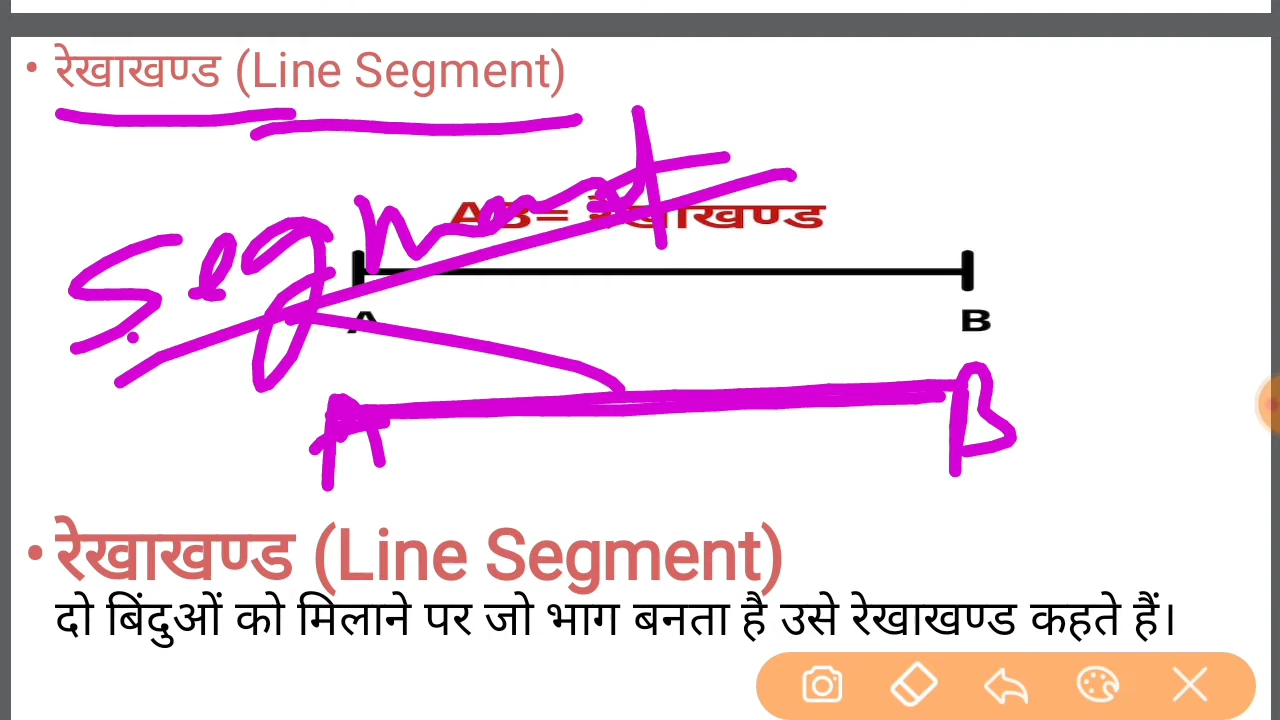 • रेखाखण्ड (Line Segment)
AB= रेखाखण्ड
segment
A B
A B
• रेखाखण्ड (Line Segment)
दो बिंदुओं को मिलाने पर जो भाग बनता है उसे रेखाखण्ड कहते हैं।